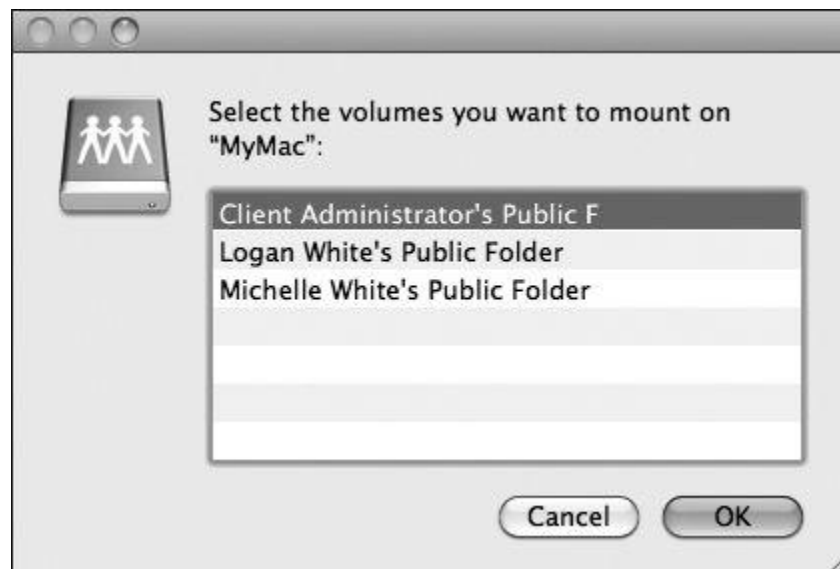 Select the volumes you want to mount on
“MyMac”:
Client Administrator's Public F
Logan White's Public Folder
Michelle White's Public Folder
Cancel
OK